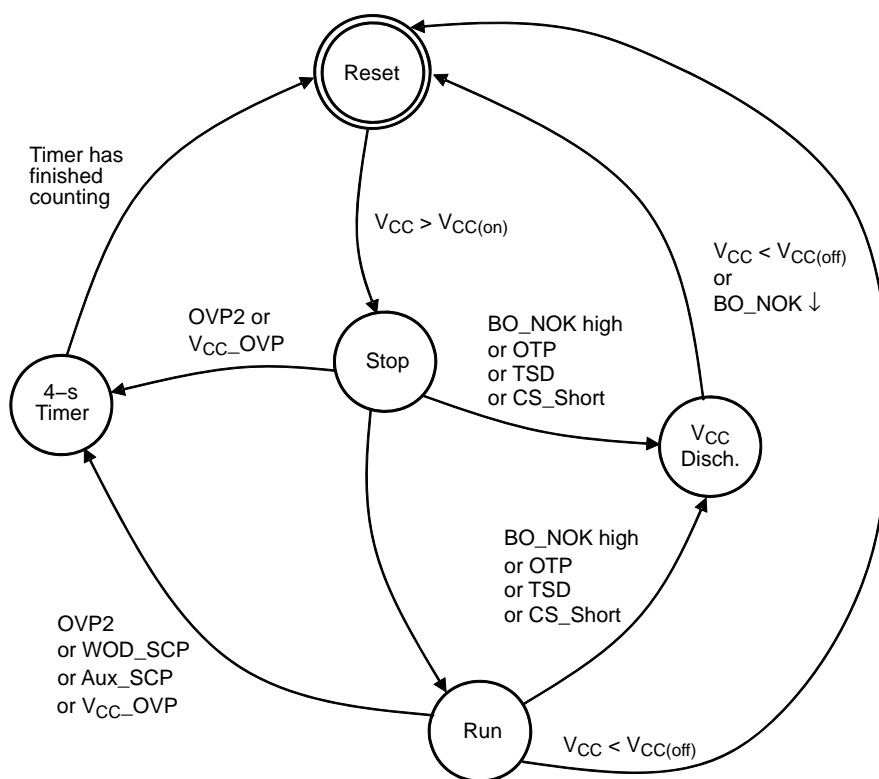 Reset
Timer has
finished
counting
VCC > VCC(on)
VCC < VCC(off)
or
BO_NOK ↓
OVP2 or
VCC_OVP
BO_NOK high
or OTP
or TSD
or CS_Short
Stop
4–s
Timer
VCC
Disch.
BO_NOK high
or OTP
or TSD
or CS_Short
OVP2
or WOD_SCP
or Aux_SCP
or VCC_OVP
Run
VCC < VCC(off)